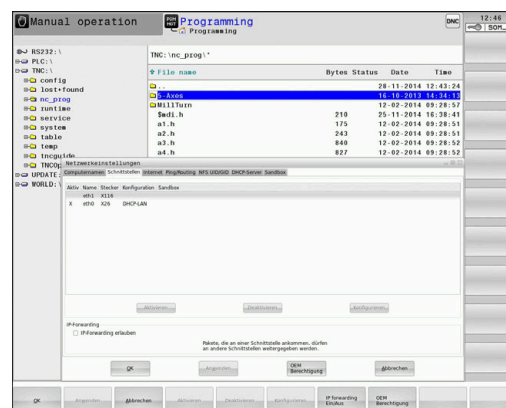 Manual operation
Programming
Programming
DNC
12:46
SOM…
RS232:\
PLC:\
TNC:\
config
lost+found
nc_prog
runtime
service
system
table
temp
tncguide
TNCOp
UPDATE:
WORLD:\
TNC:\nc_prog\*
File name Bytes Status Date Time
.. 28-11-2014 12:43:24
5-Axes 16-10-2013 14:34:13
MillTurn 12-02-2014 09:28:57
$mdi.h 210 25-11-2014 16:38:41
a1.h 175 12-02-2014 09:28:51
a2.h 243 12-02-2014 09:28:51
a3.h 840 12-02-2014 09:28:52
a4.h 827 12-02-2014 09:28:52
Netzwerkeinstellungen
Computernamen Schnittstellen Internet Ping/Routing NFS UID/GID DHCP-Server Sandbox
Aktiv Name Stecker Konfiguration Sandbox
eth1 X116
X eth0 X26 DHCP-LAN
Aktivieren Deaktivieren Konfigurieren
IP-Forwarding
IP-Forwarding erlauben
Pakete, die an einer Schnittstelle ankommen, dürfen
an andere Schnittstellen weitergegeben werden.
OK Anwenden OEM Berechtigung Abbrechen
OK Anwenden Abbrechen Aktivieren Deaktivieren Konfigurieren IP forwarding Ein/Aus OEM Berechtigung